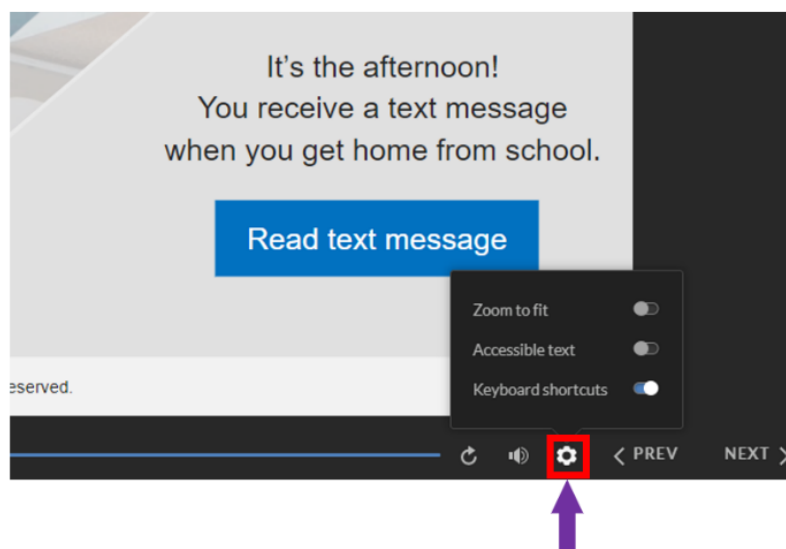 It's the afternoon!
You receive a text message
when you get home from school.
Read text message
Zoom to fit
Accessible text
Keyboard shortcuts
eserved.
PREV
NEXT